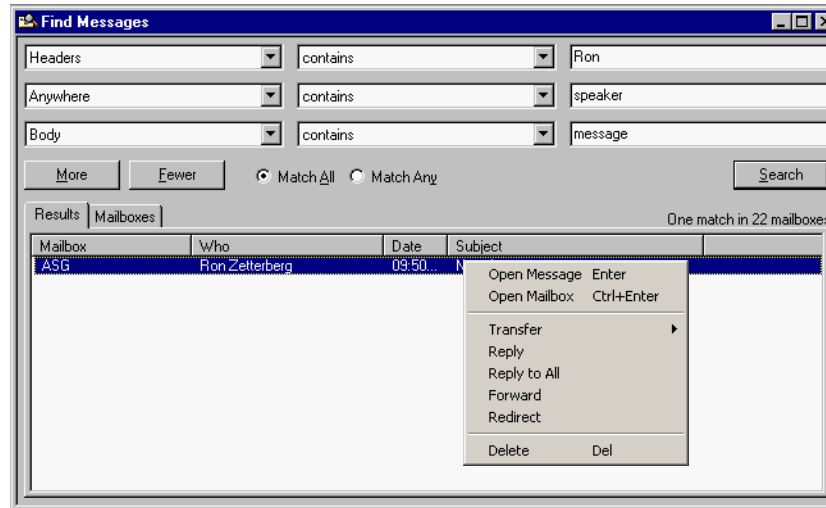 Find Messages
Headers contains Ron
Anywhere contains speaker
Body contains message
More Fewer Match All Match Any Search
Results Mailboxes One match in 22 mailboxes
Mailbox Who Date Subject
ASG Ron Zetterberg 09:50...
Open Message Enter
Open Mailbox Ctrl+Enter
Transfer
Reply
Reply to All
Forward
Redirect
Delete Del